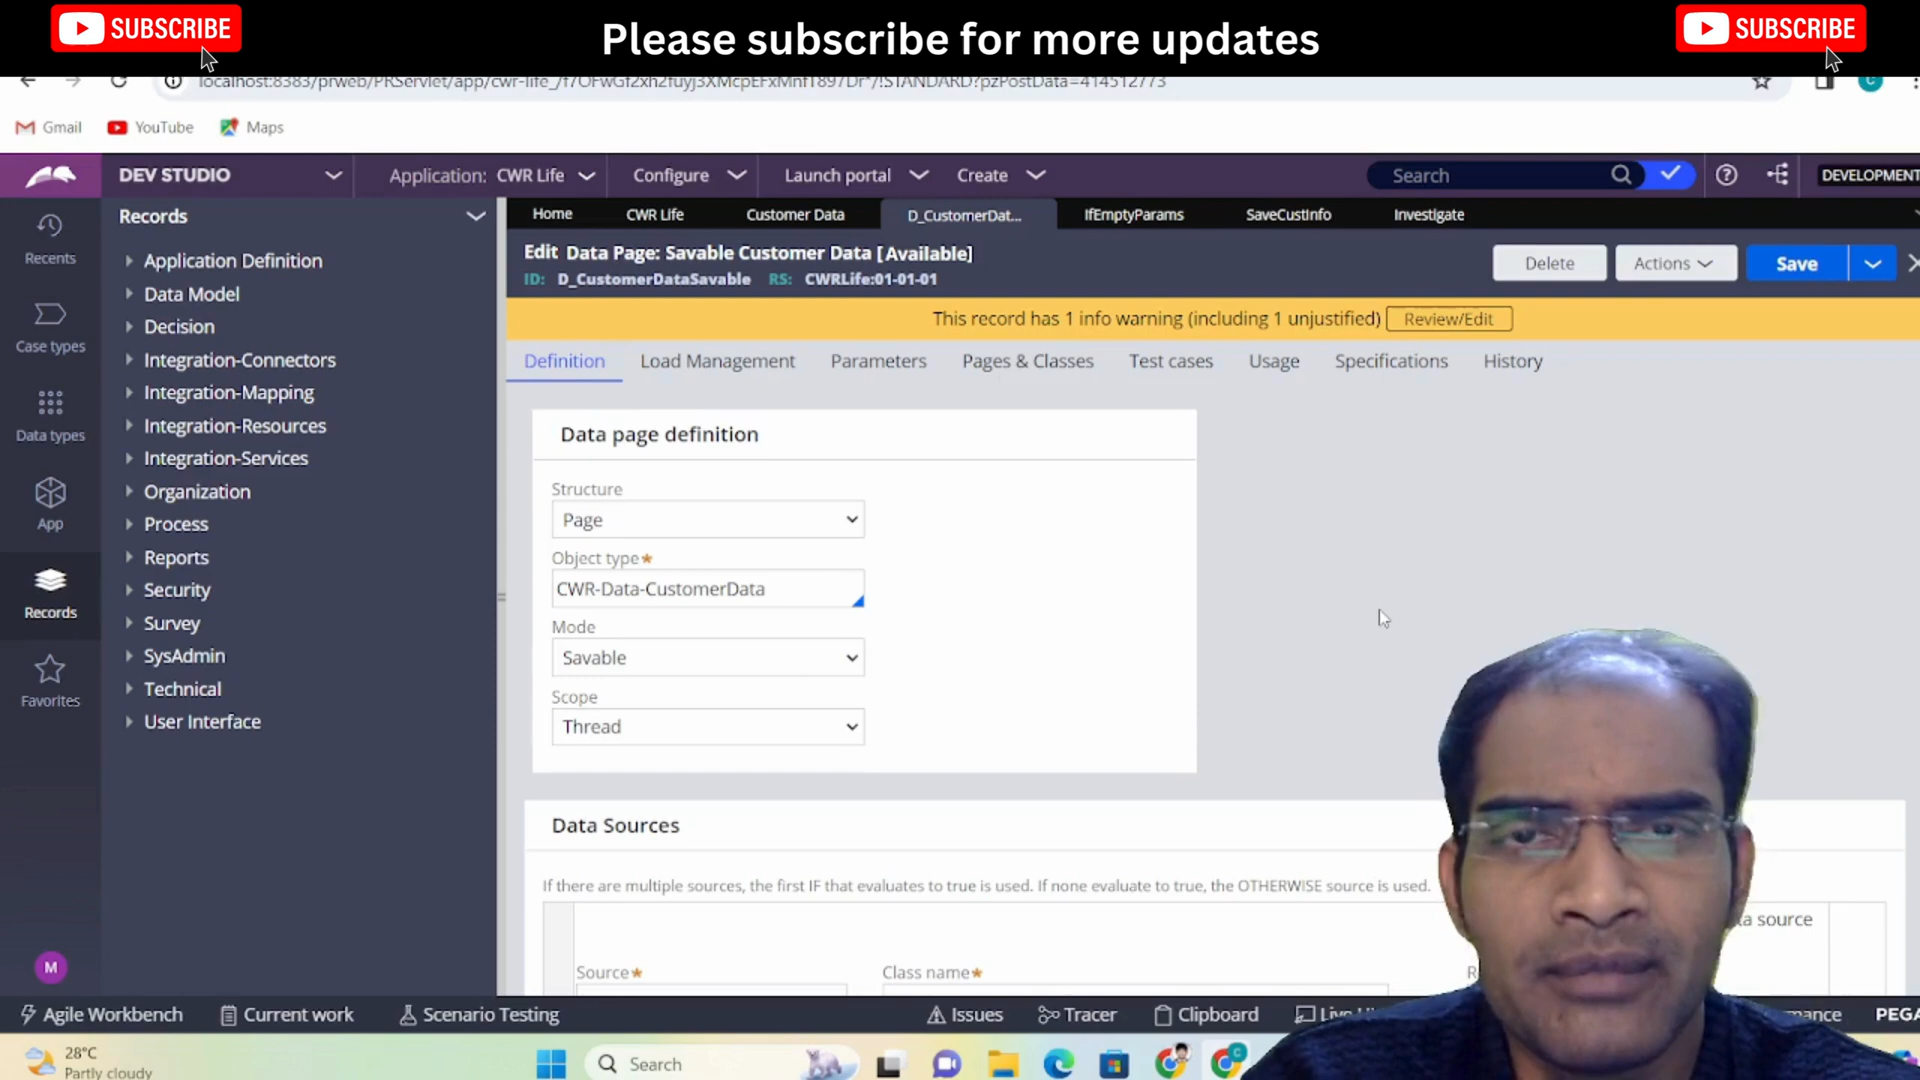 SUBSCRIBE
Please subscribe for more updates
SUBSCRIBE
Gmail
YouTube
Maps
DEV STUDIO
Application: CWR Life
Configure
Launch portal
Create
Search
DEVELOPMENT
Recents
Case types
Data types
App
Records
Favorites
M
Records
Application Definition
Data Model
Decision
Integration-Connectors
Integration-Mapping
Integration-Resources
Integration-Services
Organization
Process
Reports
Security
Survey
SysAdmin
Technical
User Interface
Home
CWR Life
Customer Data
D_CustomerDat...
IfEmptyParams
SaveCustInfo
Investigate
Edit Data Page: Savable Customer Data [Available]
ID: D_CustomerDataSavable RS: CWRLife:01-01-01
Delete
Actions
Save
This record has 1 info warning (including 1 unjustified)
Review/Edit
Definition
Load Management
Parameters
Pages & Classes
Test cases
Usage
Specifications
History
Data page definition
Structure
Page
Object type*
CWR-Data-CustomerData
Mode
Savable
Scope
Thread
Data Sources
If there are multiple sources, the first IF that evaluates to true is used. If none evaluate to true, the OTHERWISE source is used.
source
Source*
Class name*
Agile Workbench
Current work
Scenario Testing
Issues
Tracer
Clipboard
28°C
Partly cloudy
Search